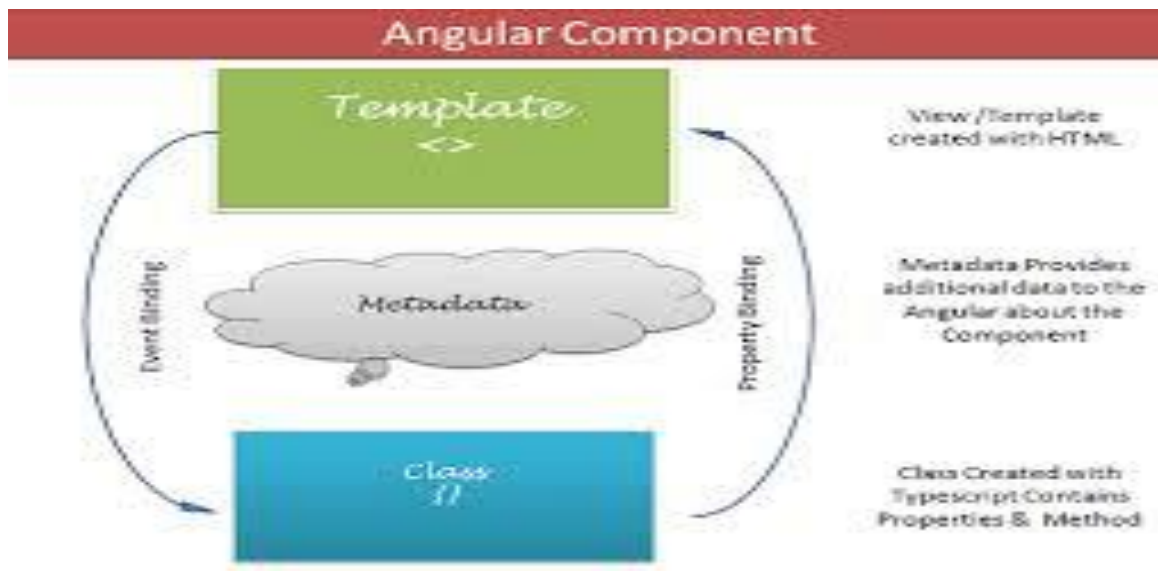 Angular Component
Template
<>
View /Template
created with HTML
Event Binding
Metadata
Property Binding
Metadata Provides
additional data to the
Angular about the
Component
Class
{}
Class Created with
Typescript Contains
Properties & Method